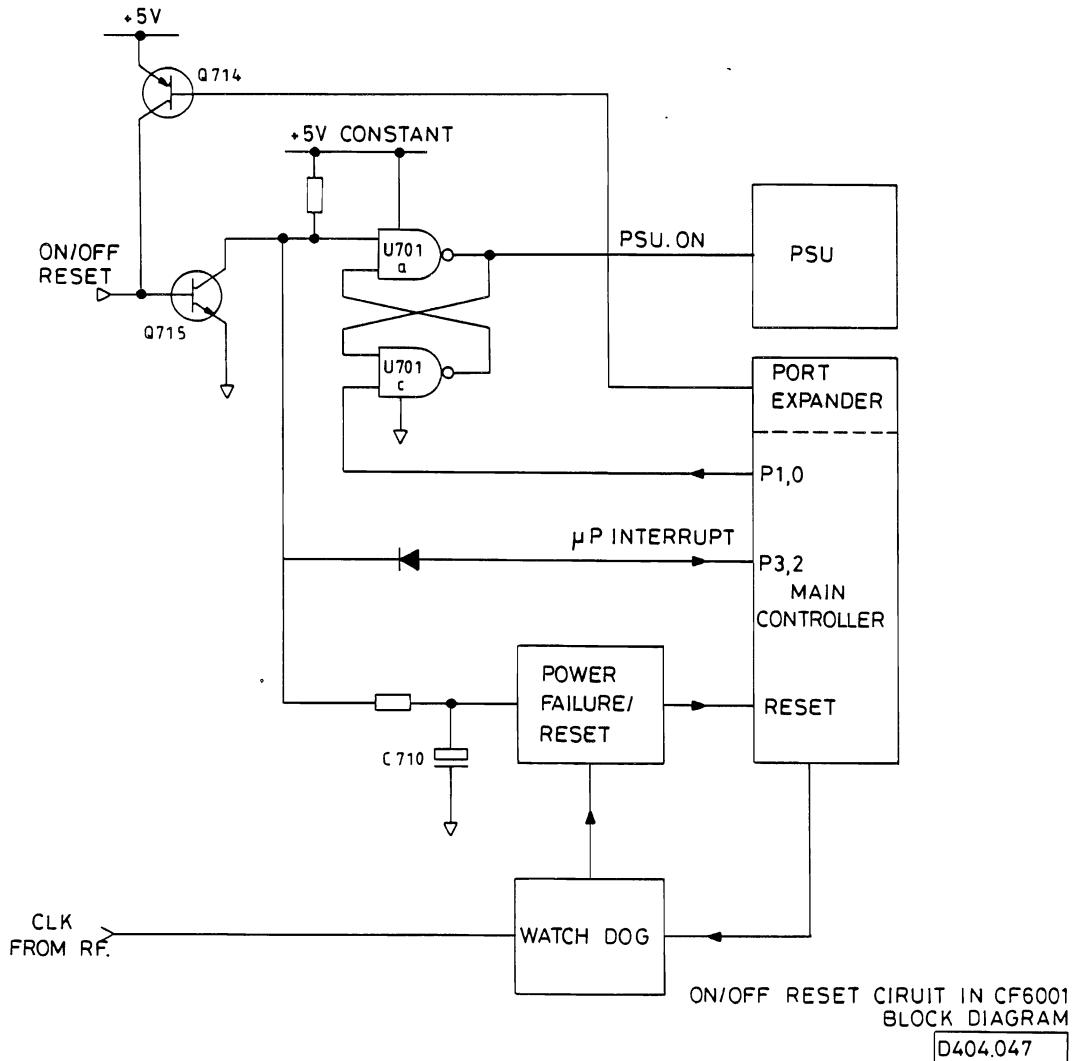 +5V
Q714
+5V CONSTANT
ON/OFF
RESET
Q715
U701
a
PSU.ON
PSU
U701
c
PORT
EXPANDER
P1,0
µP INTERRUPT
P3,2
MAIN
CONTROLLER
POWER
FAILURE/
RESET
RESET
C710
CLK
FROM RF.
WATCH DOG
ON/OFF RESET CIRUIT IN CF6001
BLOCK DIAGRAM
D404.047